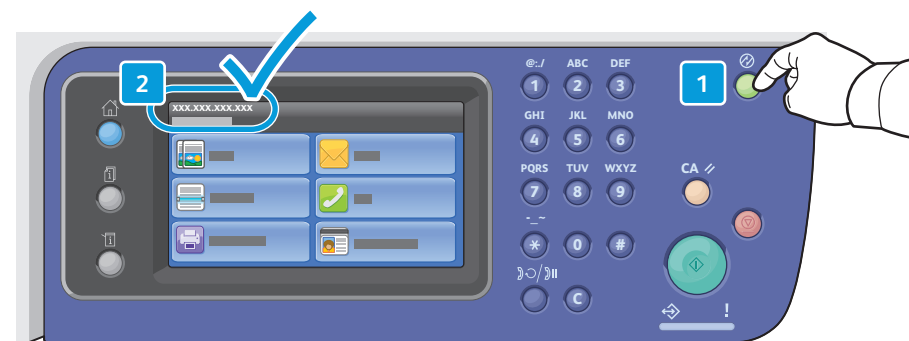 2
1
xxx.xxx.xxx.xxx
@:./ ABC DEF
1 2 3
GHI JKL MNO
4 5 6
PQRS TUV WXYZ
7 8 9
CA
-_~
* 0 #
C
!